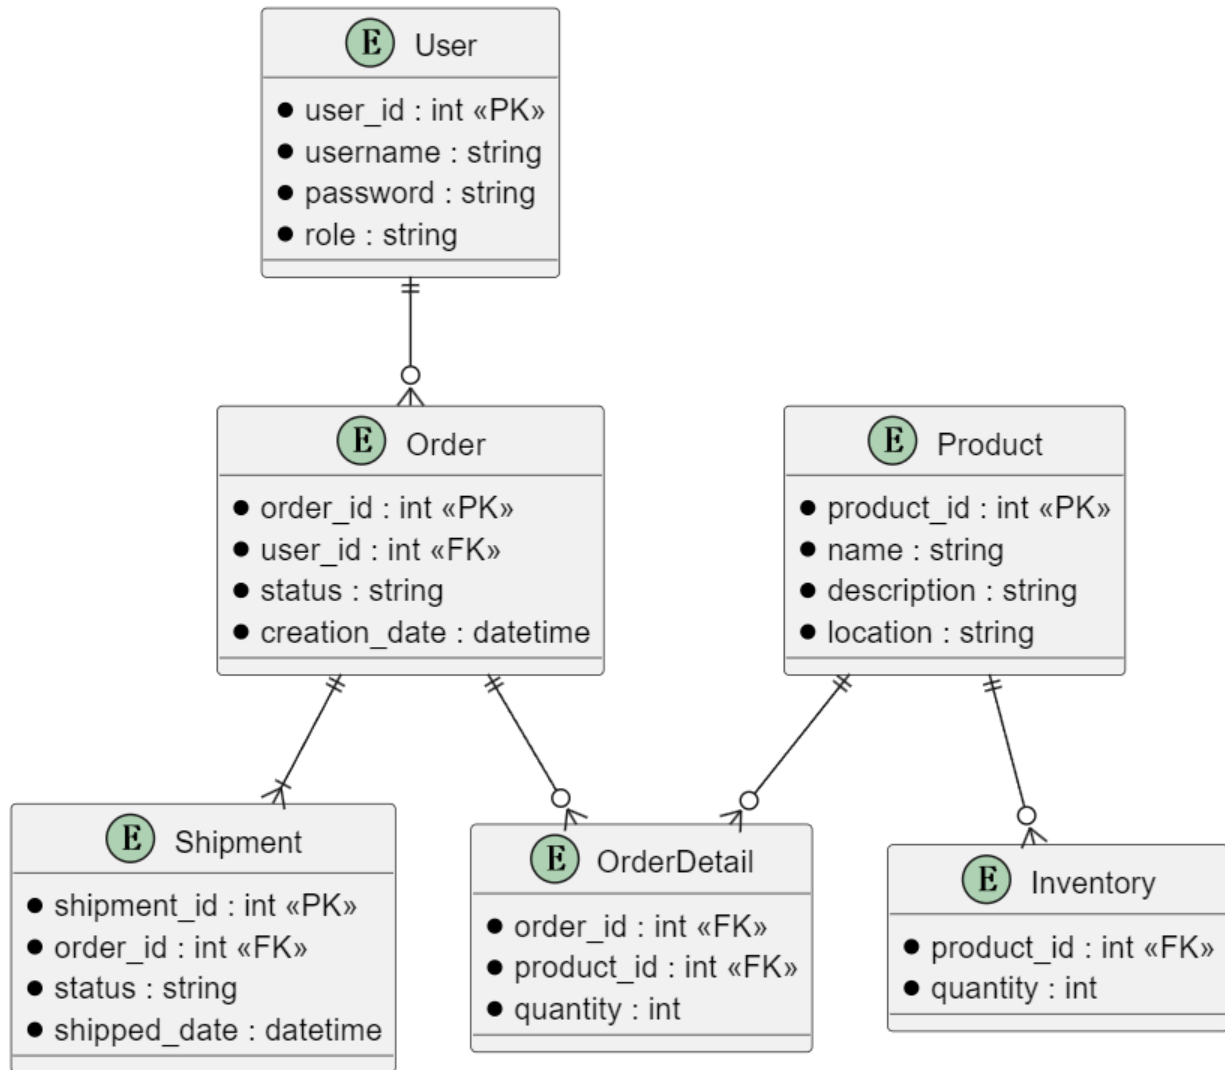 E User
user_id : int «PK»
username : string
password : string
role : string
E Order
order_id : int «PK»
user_id : int «FK»
status : string
creation_date : datetime
E Product
product_id : int «PK»
name : string
description : string
location : string
E Shipment
shipment_id : int «PK»
order_id : int «FK»
status : string
shipped_date : datetime
E OrderDetail
order_id : int «FK»
product_id : int «FK»
quantity : int
E Inventory
product_id : int «FK»
quantity : int